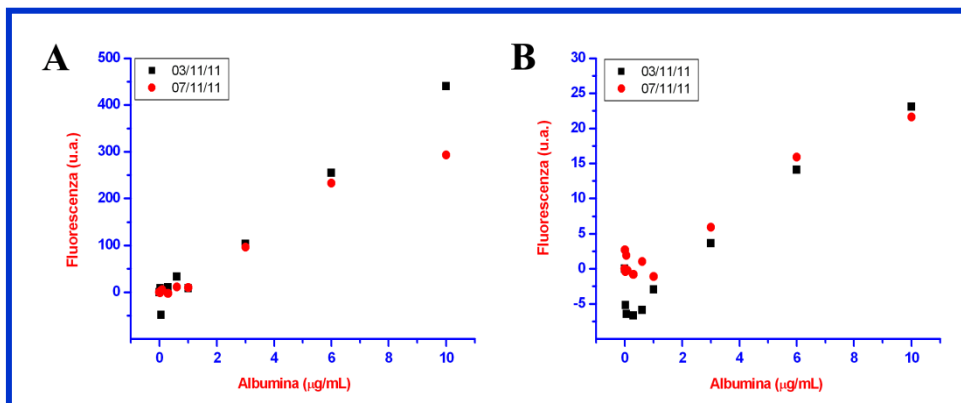 A
03/11/11
07/11/11
500
400
300
200
100
0
0 2 4 6 8 10
Fluorescenza (u.a.)
Albumina (μg/mL)
B
03/11/11
07/11/11
30
25
20
15
10
5
0
-5
0 2 4 6 8 10
Fluorescenza (u.a.)
Albumina (μg/mL)